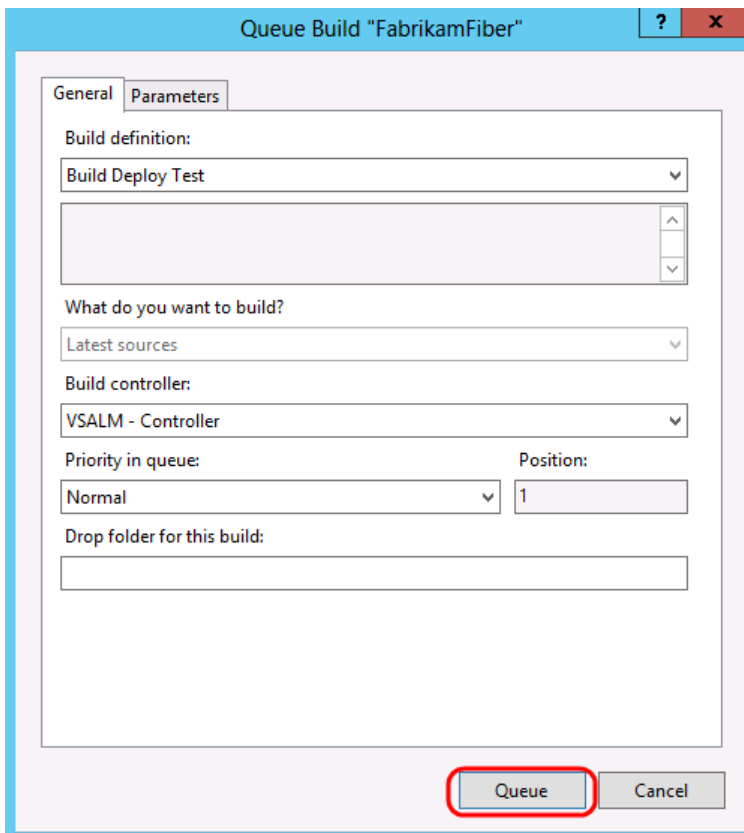 Queue Build "FabrikamFiber"
? x
General Parameters
Build definition:
Build Deploy Test
What do you want to build?
Latest sources
Build controller:
VSALM - Controller
Priority in queue: Position:
Normal 1
Drop folder for this build:
Queue Cancel